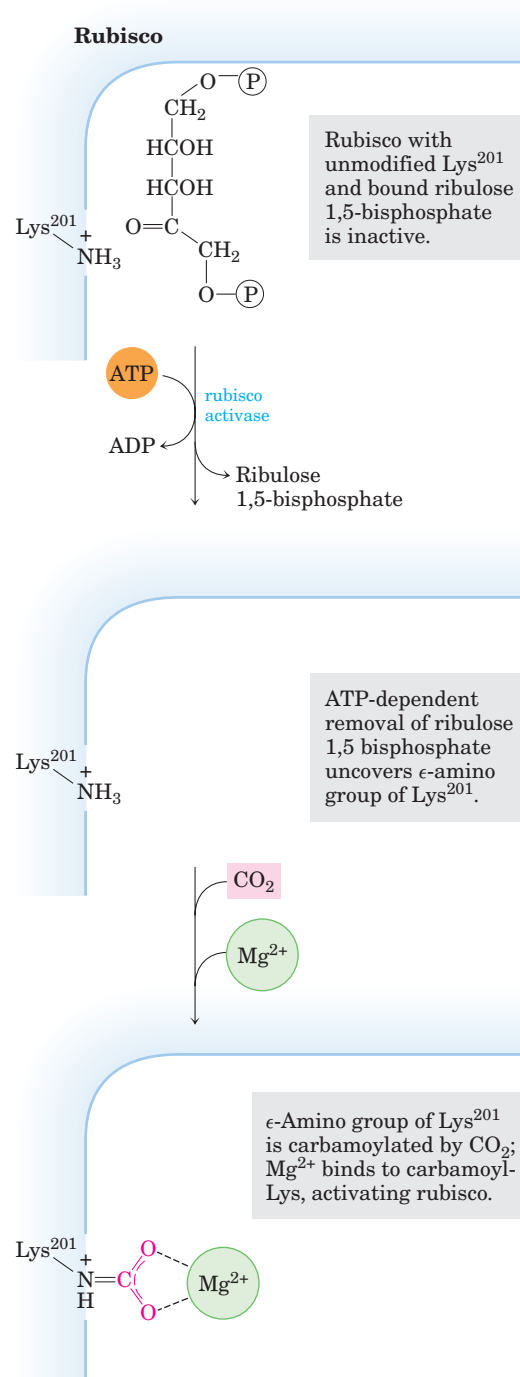 Rubisco
O—Ⓟ
CH₂
HCOH
HCOH
O=C
CH₂
O—Ⓟ
Lys²⁰¹
+
NH₃
Rubisco with
unmodified Lys²⁰¹
and bound ribulose
1,5-bisphosphate
is inactive.
ATP
rubisco
activase
ADP
Ribulose
1,5-bisphosphate
Lys²⁰¹
+
NH₃
ATP-dependent
removal of ribulose
1,5 bisphosphate
uncovers ϵ-amino
group of Lys²⁰¹.
CO₂
Mg²⁺
ϵ-Amino group of Lys²⁰¹
is carbamoylated by CO₂;
Mg²⁺ binds to carbamoyl-
Lys, activating rubisco.
Lys²⁰¹
+
O
N=C
Mg²⁺
H
O